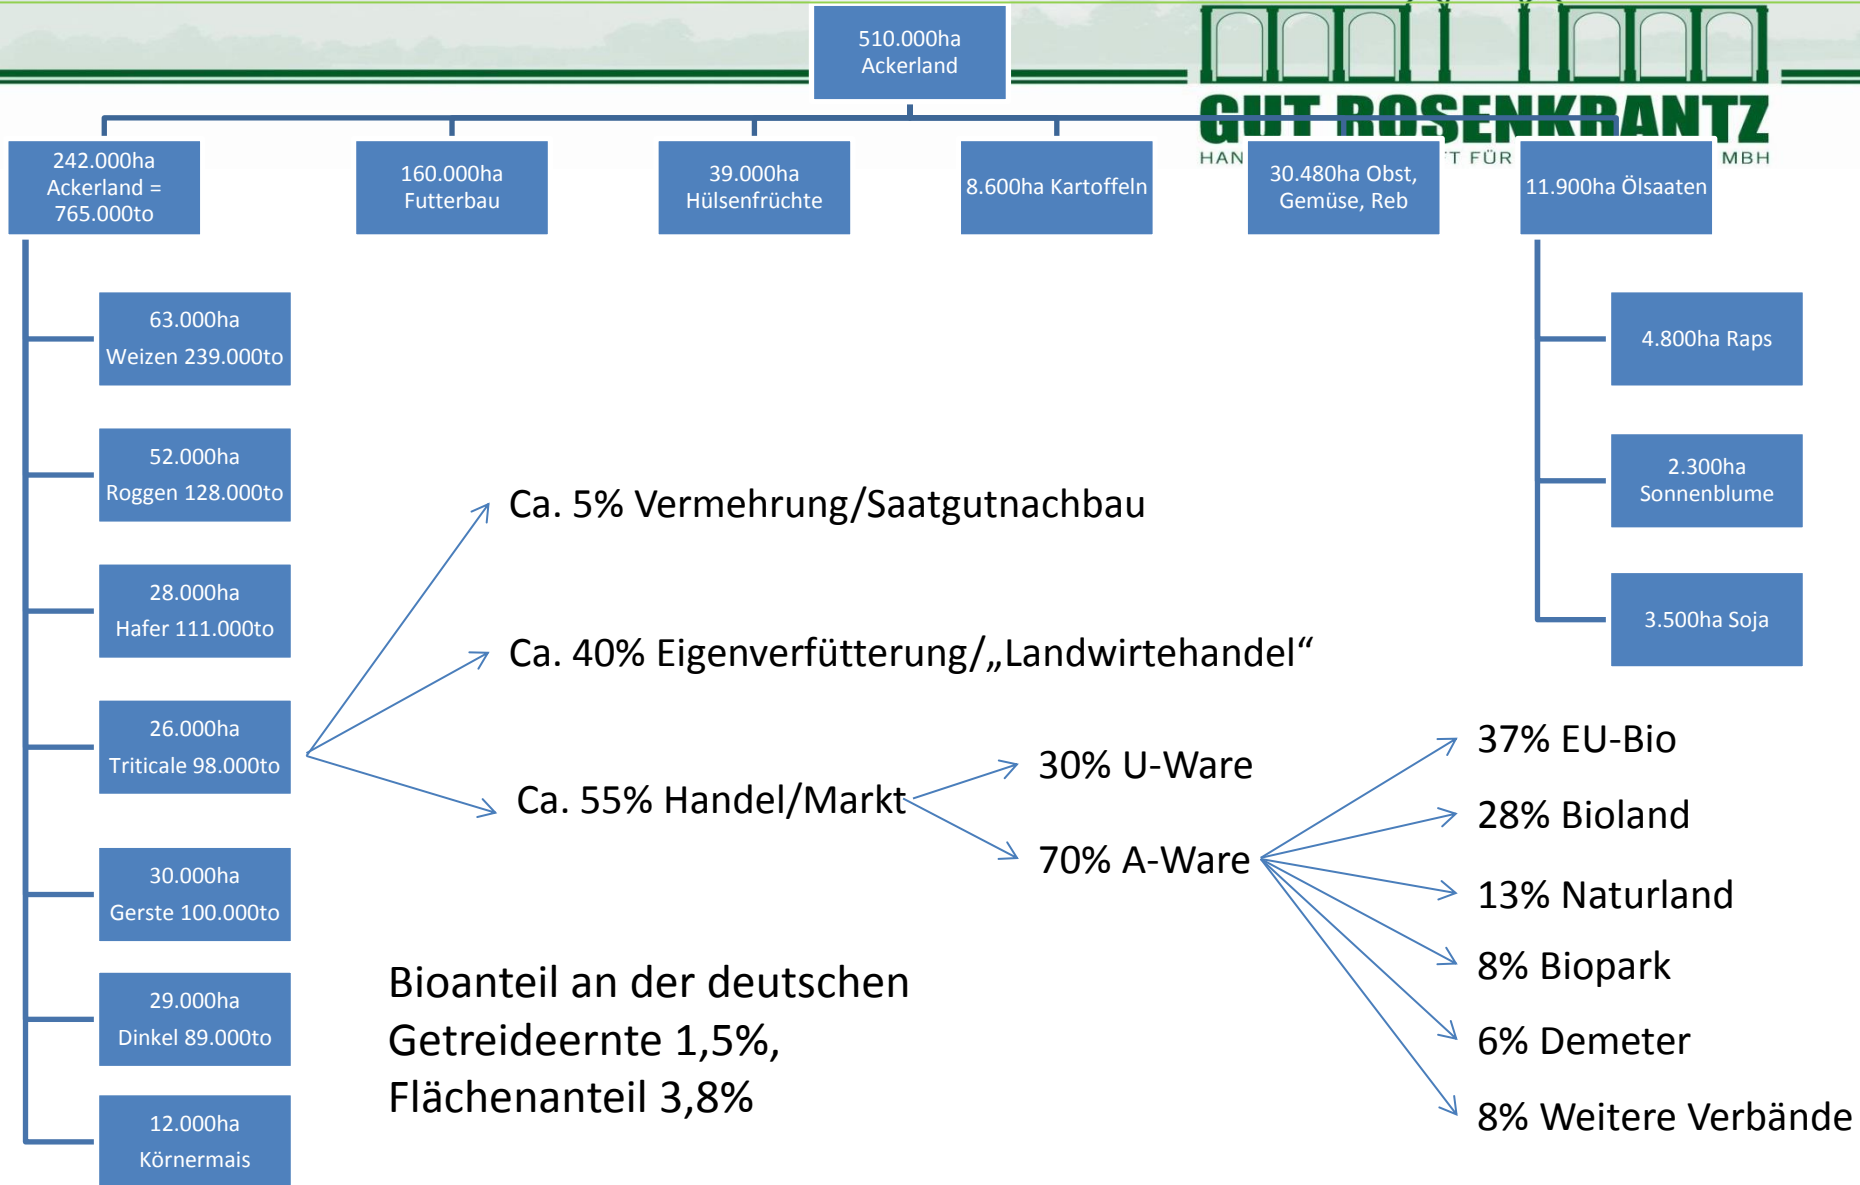 510.000ha
Ackerland
GUT ROSENKRANTZ
HAN
T FÜR
MBH
242.000ha
Ackerland =
765.000to
160.000ha
Futterbau
39.000ha
Hülsenfrüchte
8.600ha Kartoffeln
30.480ha Obst,
Gemüse, Reb
11.900ha Ölsaaten
63.000ha
Weizen 239.000to
52.000ha
Roggen 128.000to
28.000ha
Hafer 111.000to
26.000ha
Triticale 98.000to
30.000ha
Gerste 100.000to
29.000ha
Dinkel 89.000to
12.000ha
Körnermais
4.800ha Raps
2.300ha
Sonnenblume
3.500ha Soja
Ca. 5% Vermehrung/Saatgutnachbau
Ca. 40% Eigenverfütterung/„Landwirtehandel“
Ca. 55% Handel/Markt
30% U-Ware
70% A-Ware
37% EU-Bio
28% Bioland
13% Naturland
8% Biopark
6% Demeter
8% Weitere Verbände
Bioanteil an der deutschen
Getreideernte 1,5%,
Flächenanteil 3,8%